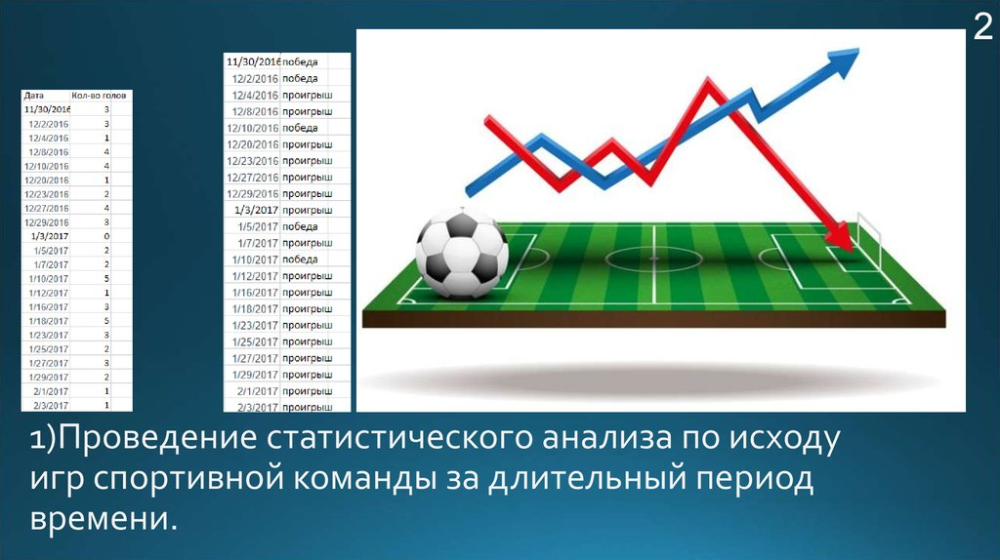 2
Дата Кол-во голов
11/30/2016 3
12/2/2016 3
12/4/2016 1
12/8/2016 4
12/10/2016 4
12/20/2016 1
12/23/2016 2
12/27/2016 4
12/29/2016 3
1/3/2017 0
1/5/2017 2
1/7/2017 2
1/10/2017 5
1/12/2017 1
1/16/2017 3
1/18/2017 5
1/23/2017 3
1/25/2017 2
1/27/2017 3
1/29/2017 2
2/1/2017 1
2/3/2017 1
11/30/2016 победа
12/2/2016 победа
12/4/2016 проигрыш
12/8/2016 проигрыш
12/10/2016 победа
12/20/2016 проигрыш
12/23/2016 проигрыш
12/27/2016 проигрыш
12/29/2016 проигрыш
1/3/2017 проигрыш
1/5/2017 победа
1/7/2017 проигрыш
1/10/2017 победа
1/12/2017 проигрыш
1/16/2017 проигрыш
1/18/2017 проигрыш
1/23/2017 проигрыш
1/25/2017 проигрыш
1/27/2017 проигрыш
1/29/2017 проигрыш
2/1/2017 проигрыш
2/3/2017 проигрыш
1)Проведение статистического анализа по исходу
игр спортивной команды за длительный период
времени.